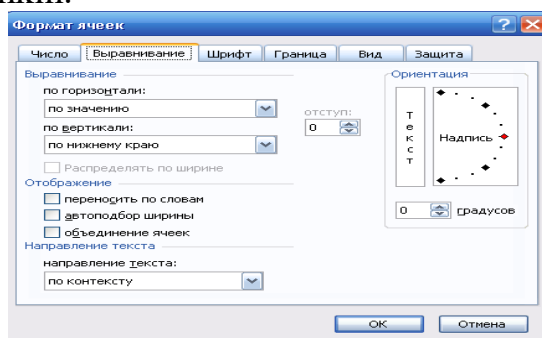 Формат ячеек
Число Выравнивание Шрифт Граница Вид Защита
Выравнивание
по горизонтали:
по значению
отступ:
0
по вертикали:
по нижнему краю
Распределять по ширине
Отображение
переносить по словам
автоподбор ширины
объединение ячеек
Направление текста
направление текста:
по контексту
Ориентация
Текст
Надпись
0 градусов
ОК Отмена